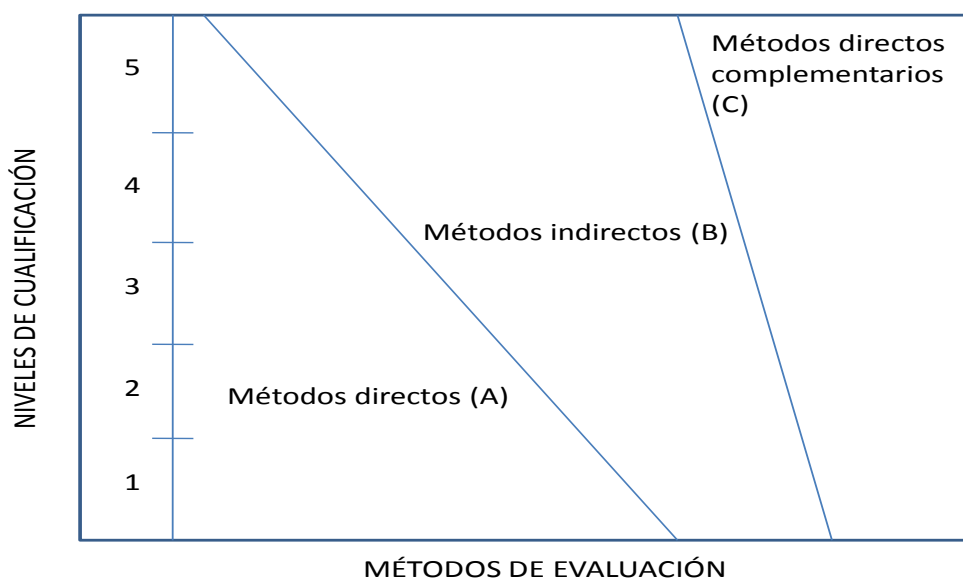 NIVELES DE CUALIFICACIÓN
5
4
3
2
1
Métodos directos
complementarios
(C)
Métodos indirectos (B)
Métodos directos (A)
MÉTODOS DE EVALUACIÓN